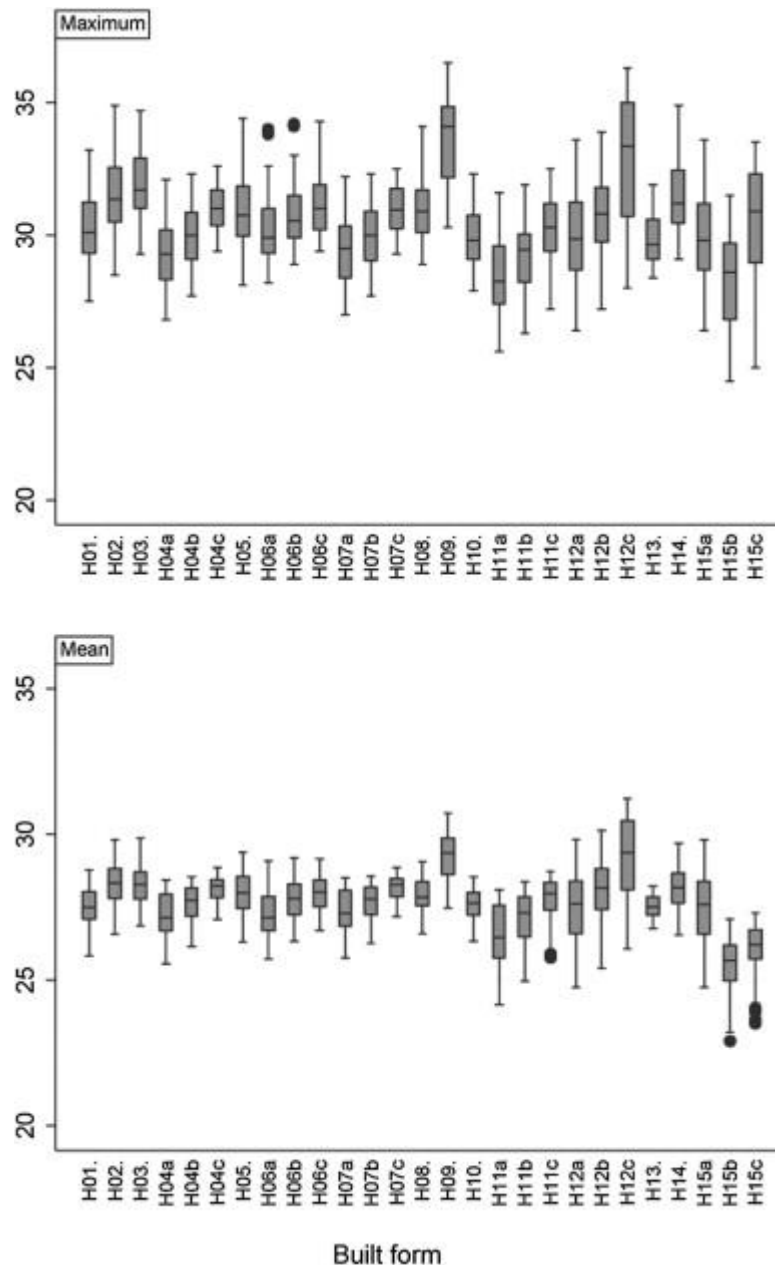 Maximum
35
30
25
20
H01. H02. H03. H04a H04b H04c H05. H06a H06b H06c H07a H07b H07c H08. H09. H10. H11a H11b H11c H12a H12b H12c H13. H14. H15a H15b H15c
Mean
35
30
25
20
H01. H02. H03. H04a H04b H04c H05. H06a H06b H06c H07a H07b H07c H08. H09. H10. H11a H11b H11c H12a H12b H12c H13. H14. H15a H15b H15c
Built form